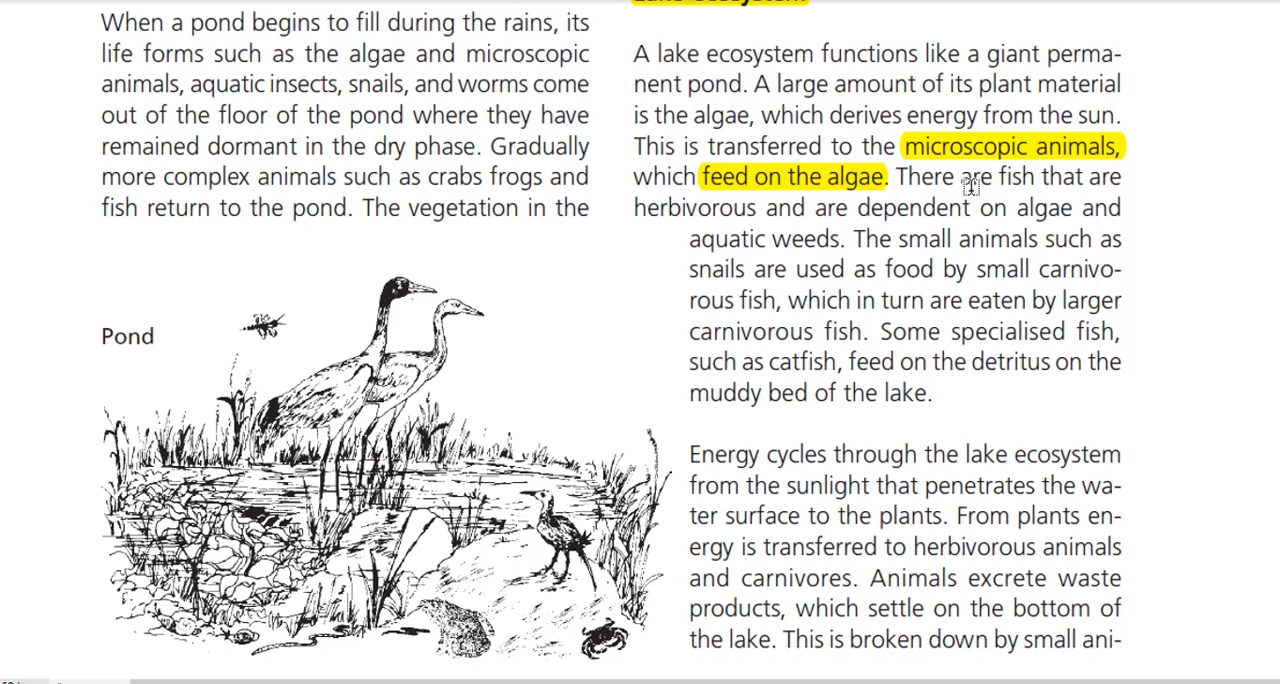 When a pond begins to fill during the rains, its
life forms such as the algae and microscopic
animals, aquatic insects, snails, and worms come
out of the floor of the pond where they have
remained dormant in the dry phase. Gradually
more complex animals such as crabs frogs and
fish return to the pond. The vegetation in the
Pond
Lake ecosystem
A lake ecosystem functions like a giant perma-
nent pond. A large amount of its plant material
is the algae, which derives energy from the sun.
This is transferred to the microscopic animals,
which feed on the algae. There are fish that are
herbivorous and are dependent on algae and
aquatic weeds. The small animals such as
snails are used as food by small carnivo-
rous fish, which in turn are eaten by larger
carnivorous fish. Some specialised fish,
such as catfish, feed on the detritus on the
muddy bed of the lake.
Energy cycles through the lake ecosystem
from the sunlight that penetrates the wa-
ter surface to the plants. From plants en-
ergy is transferred to herbivorous animals
and carnivores. Animals excrete waste
products, which settle on the bottom of
the lake. This is broken down by small ani-